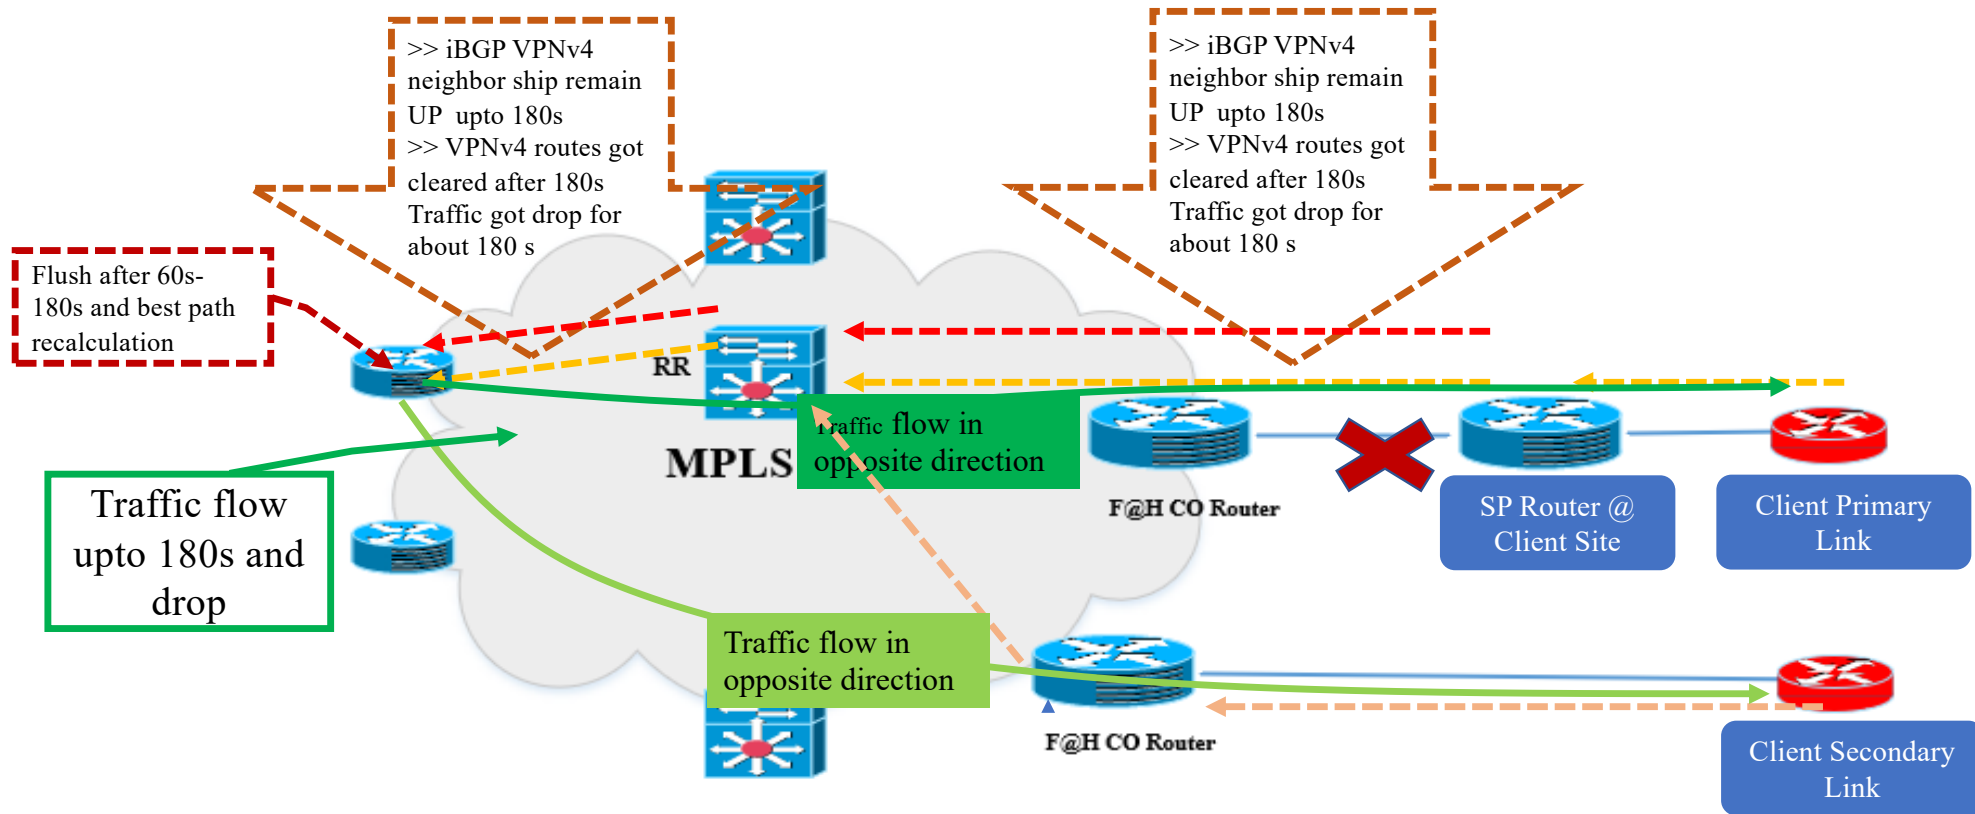 >> iBGP VPNv4
neighbor ship remain
UP upto 180s
>> VPNv4 routes got
cleared after 180s
Traffic got drop for
about 180 s
>> iBGP VPNv4
neighbor ship remain
UP upto 180s
>> VPNv4 routes got
cleared after 180s
Traffic got drop for
about 180 s
Flush after 60s-
180s and best path
recalculation
RR
MPLS
Traffic flow in
opposite direction
F@H CO Router
SP Router @
Client Site
Client Primary
Link
Traffic flow
upto 180s and
drop
Traffic flow in
opposite direction
F@H CO Router
Client Secondary
Link